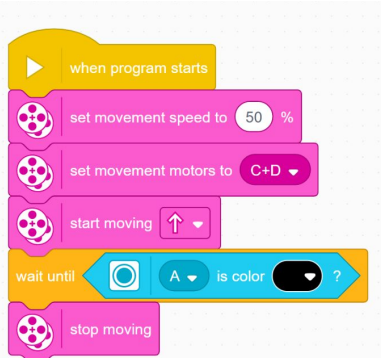 when program starts
set movement speed to 50 %
set movement motors to C+D
start moving
wait until A is color ?
stop moving